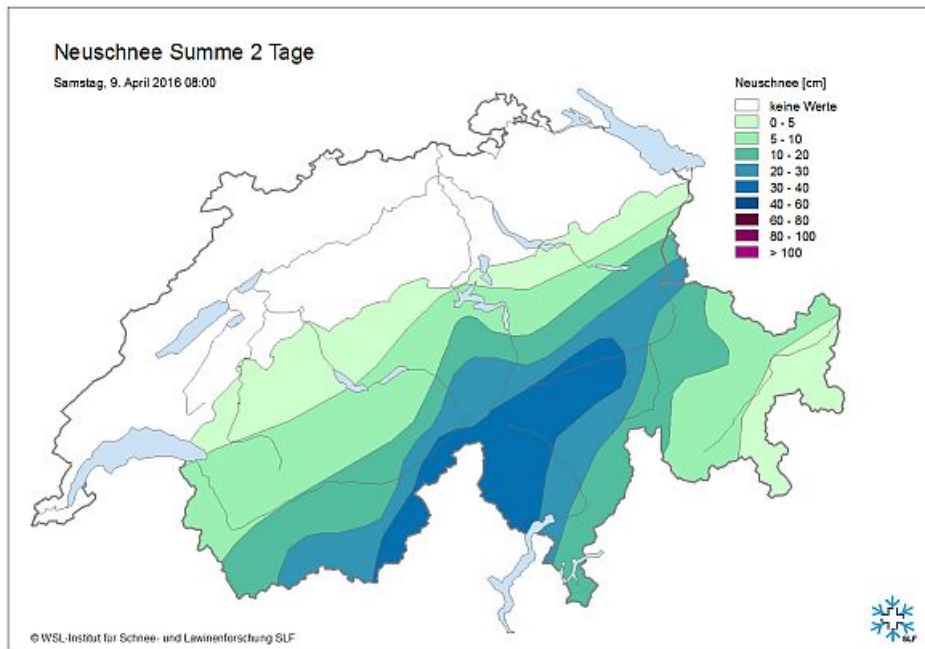 Neuschnee Summe 2 Tage
Samstag, 9. April 2016 08:00
Neuschnee [cm]
keine Werte
0 - 5
5 - 10
10 - 20
20 - 30
30 - 40
40 - 60
60 - 80
80 - 100
> 100
© WSL-Institut für Schnee- und Lawinenforschung SLF
SLF